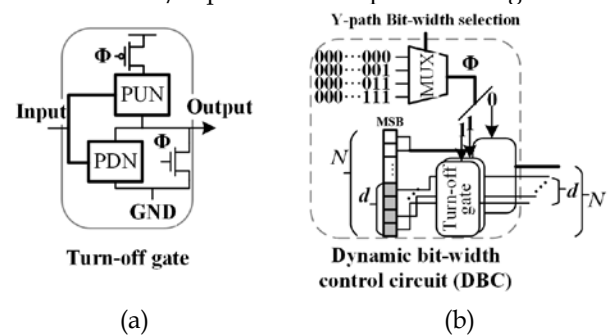 Y-path Bit-width selection
Φ
PUN
Input
Output
PDN
Φ
GND
Turn-off gate
000⋯000
000⋯001
000⋯011
000⋯111
MUX
Φ
0
1
1
MSB
N
d
Turn-off
gate
d
N
Dynamic bit-width
control circuit (DBC)
(a)
(b)